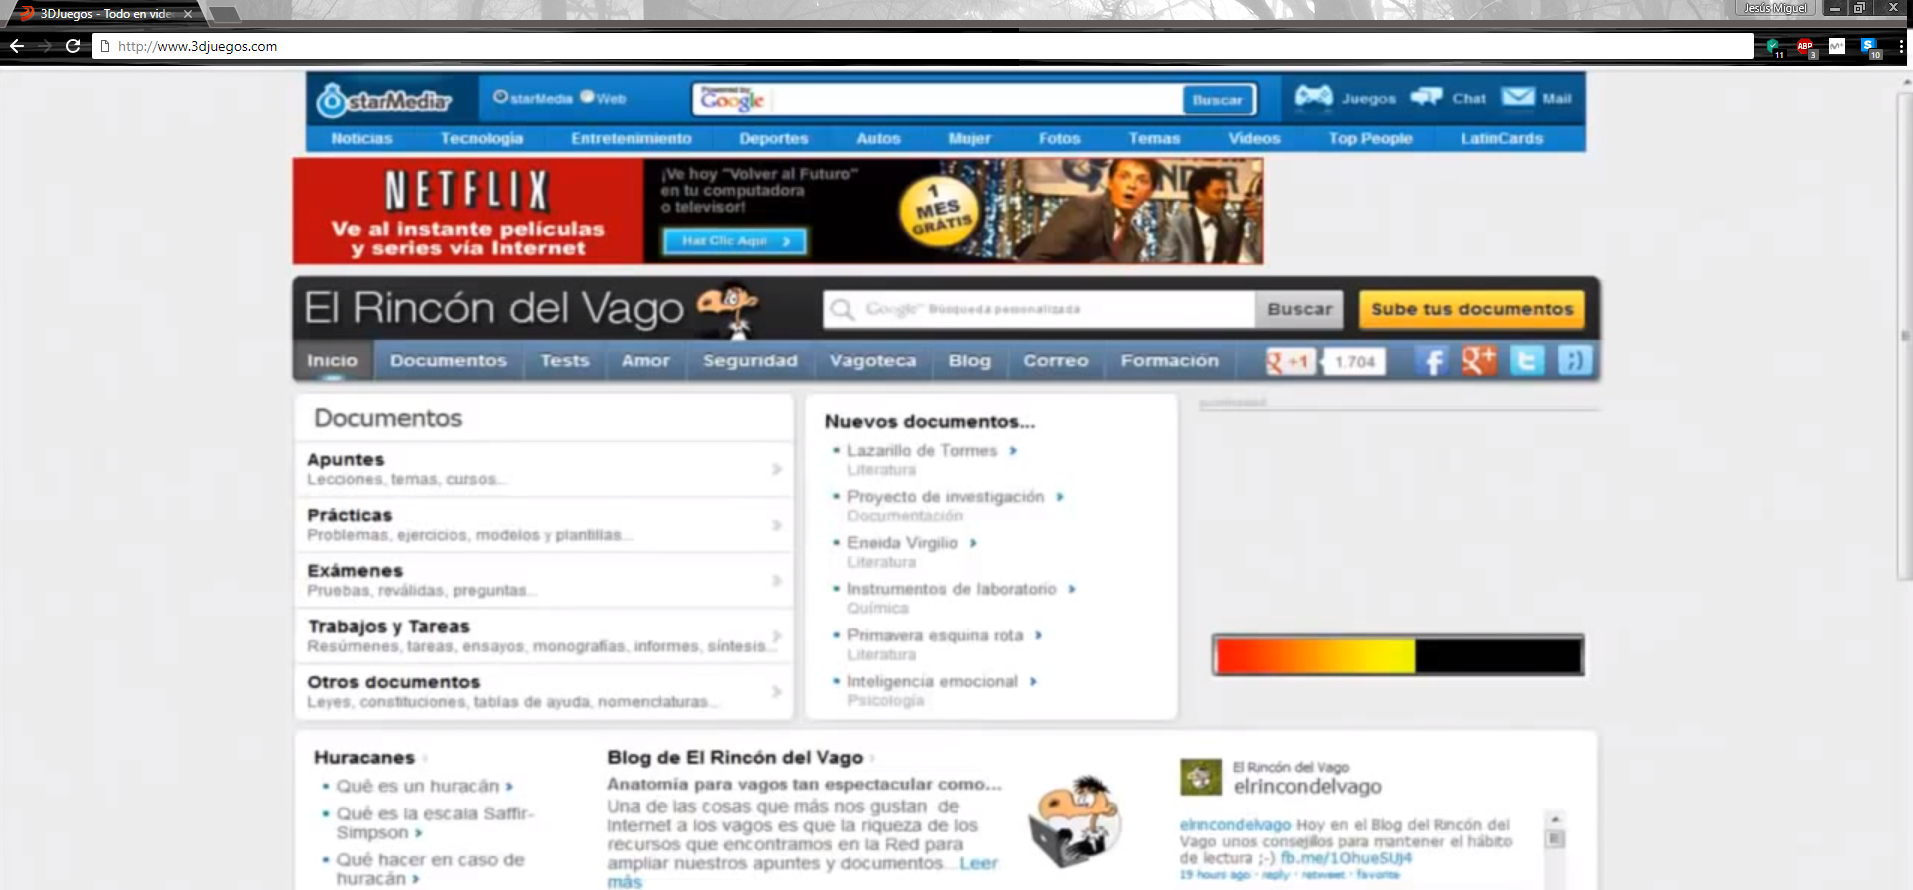 3DJuegos - Todo en vide
Jesús Miguel
http://www.3djuegos.com
11
ABP
3
10
starMedia
starMedia Web
Powered by
Google
Buscar
Juegos Chat Mail
Noticias Tecnología Entretenimiento Deportes Autos Mujer Fotos Temas Videos Top People LatinCards
NETFLIX
Ve al instante películas
y series vía Internet
¡Ve hoy "Volver al Futuro"
en tu computadora
o televisor!
Haz Clic Aquí
1
MES
GRATIS
El Rincón del Vago
Google™ Búsqueda personalizada
Buscar
Sube tus documentos
Inicio Documentos Tests Amor Seguridad Vagoteca Blog Correo Formación
+1 1.704
Documentos
Apuntes
Lecciones, temas, cursos...
Prácticas
Problemas, ejercicios, modelos y plantillas...
Exámenes
Pruebas, reválidas, preguntas...
Trabajos y Tareas
Resúmenes, tareas, ensayos, monografías, informes, síntesis...
Otros documentos
Leyes, constituciones, tablas de ayuda, nomenclaturas...
Nuevos documentos...
Lazarillo de Tormes
Literatura
Proyecto de investigación
Documentación
Eneida Virgilio
Literatura
Instrumentos de laboratorio
Química
Primavera esquina rota
Literatura
Inteligencia emocional
Psicología
Huracanes
Qué es un huracán
Qué es la escala Saffir-
Simpson
Qué hacer en caso de
huracán
Blog de El Rincón del Vago
Anatomía para vagos tan espectacular como...
Una de las cosas que más nos gustan de
Internet a los vagos es que la riqueza de los
recursos que encontramos en la Red para
ampliar nuestros apuntes y documentos...Leer
más
El Rincón del Vago
elrincondelvago
elrincondelvago Hoy en el Blog del Rincón del
Vago unos consejillos para mantener el hábito
de lectura ;-) fb.me/1OhueSUj4
19 hours ago · reply · retweet · favorite